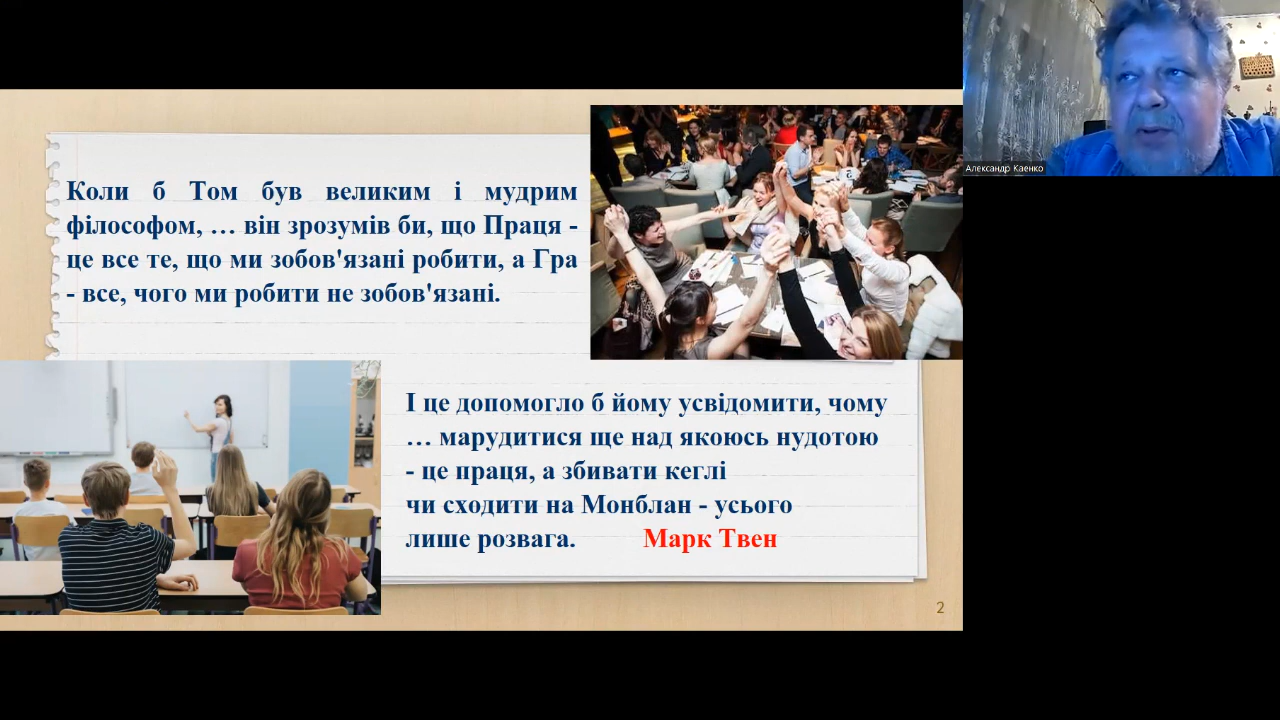 Александр Каенко
Коли б Том був великим і мудрим
філософом, … він зрозумів би, що Праця -
це все те, що ми зобов'язані робити, а Гра
- все, чого ми робити не зобов'язані.
І це допомогло б йому усвідомити, чому
… марудитися ще над якоюсь нудотою
- це праця, а збивати кеглі
чи сходити на Монблан - усього
лише розвага. Марк Твен
2